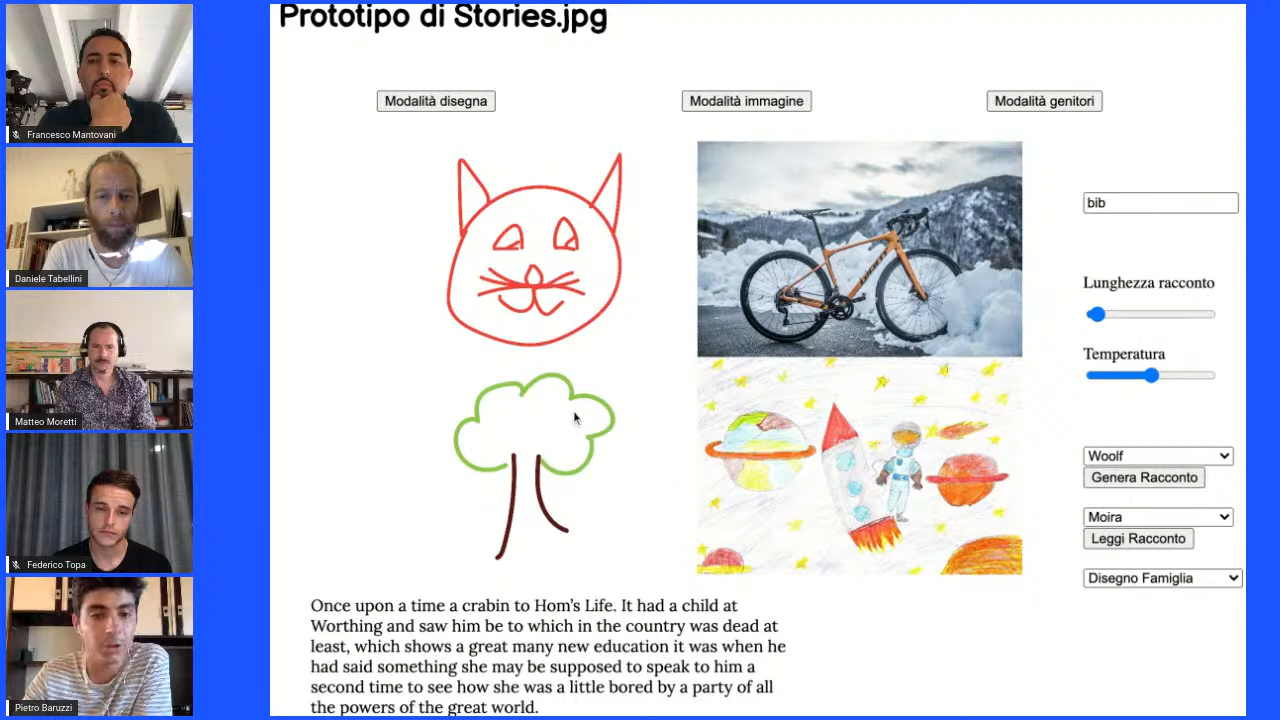 Prototipo di Stories.jpg
Modalità disegna
Modalità immagine
Modalità genitori
bib
Lunghezza racconto
Temperatura
Woolf
Genera Racconto
Moira
Leggi Racconto
Disegno Famiglia
GIANT
Once upon a time a crabin to Hom's Life. It had a child at
Worthing and saw him be to which in the country was dead at
least, which shows a great many new education it was when he
had said something she may be supposed to speak to him a
second time to see how she was a little bored by a party of all
the powers of the great world.
Francesco Mantovani
Daniele Tabellini
Matteo Moretti
Federico Topa
Pietro Baruzzi